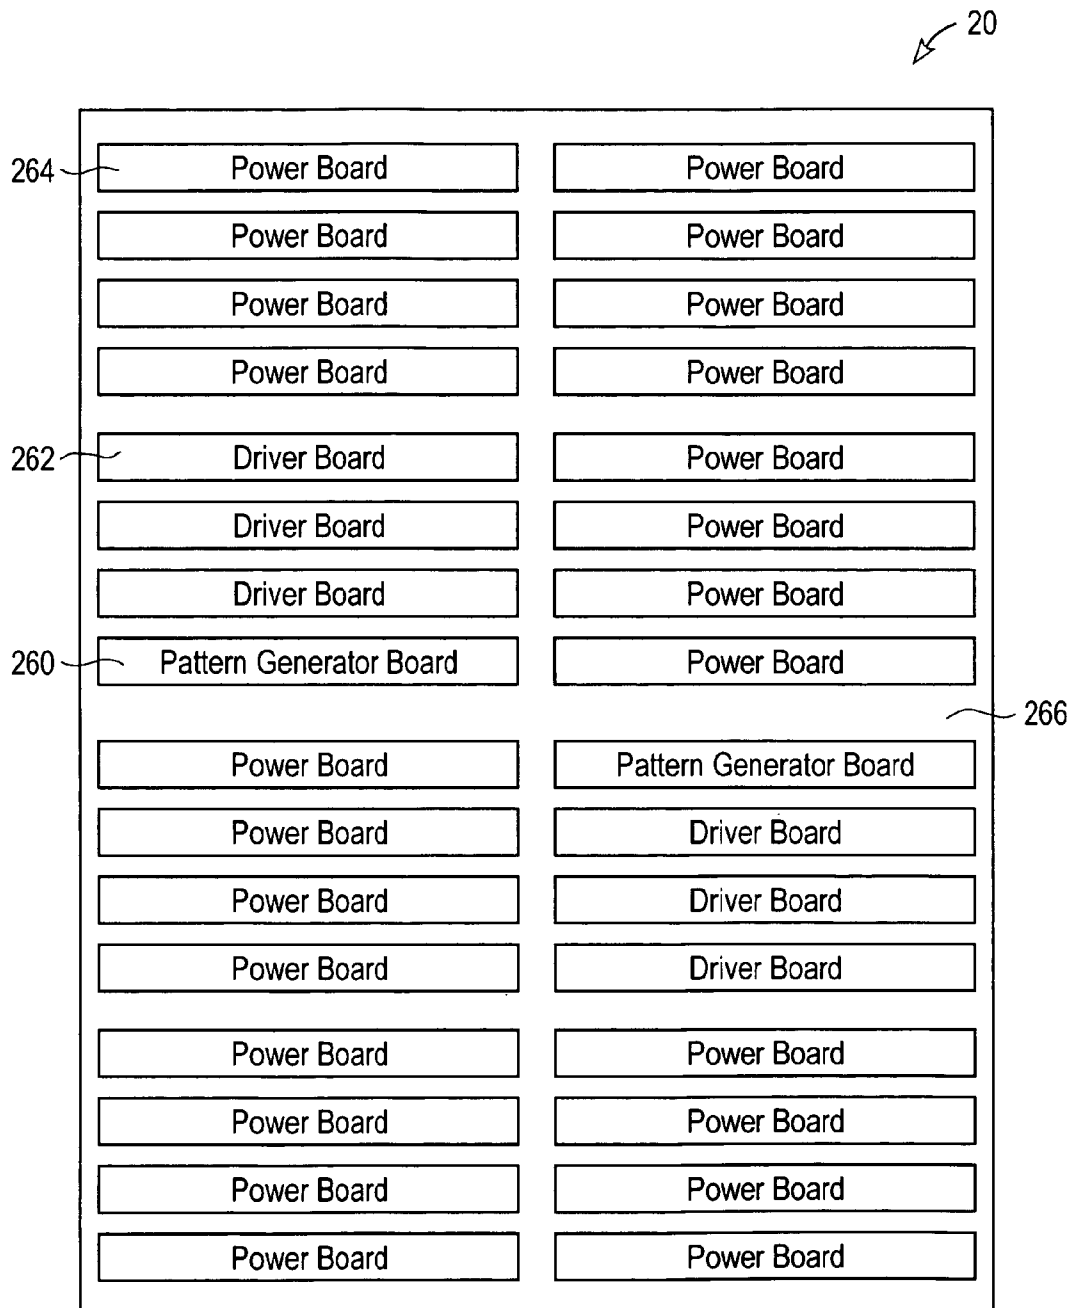 20
264 Power Board Power Board
Power Board Power Board
Power Board Power Board
Power Board Power Board
262 Driver Board Power Board
Driver Board Power Board
Driver Board Power Board
260 Pattern Generator Board Power Board
266
Power Board Pattern Generator Board
Power Board Driver Board
Power Board Driver Board
Power Board Driver Board
Power Board Power Board
Power Board Power Board
Power Board Power Board
Power Board Power Board